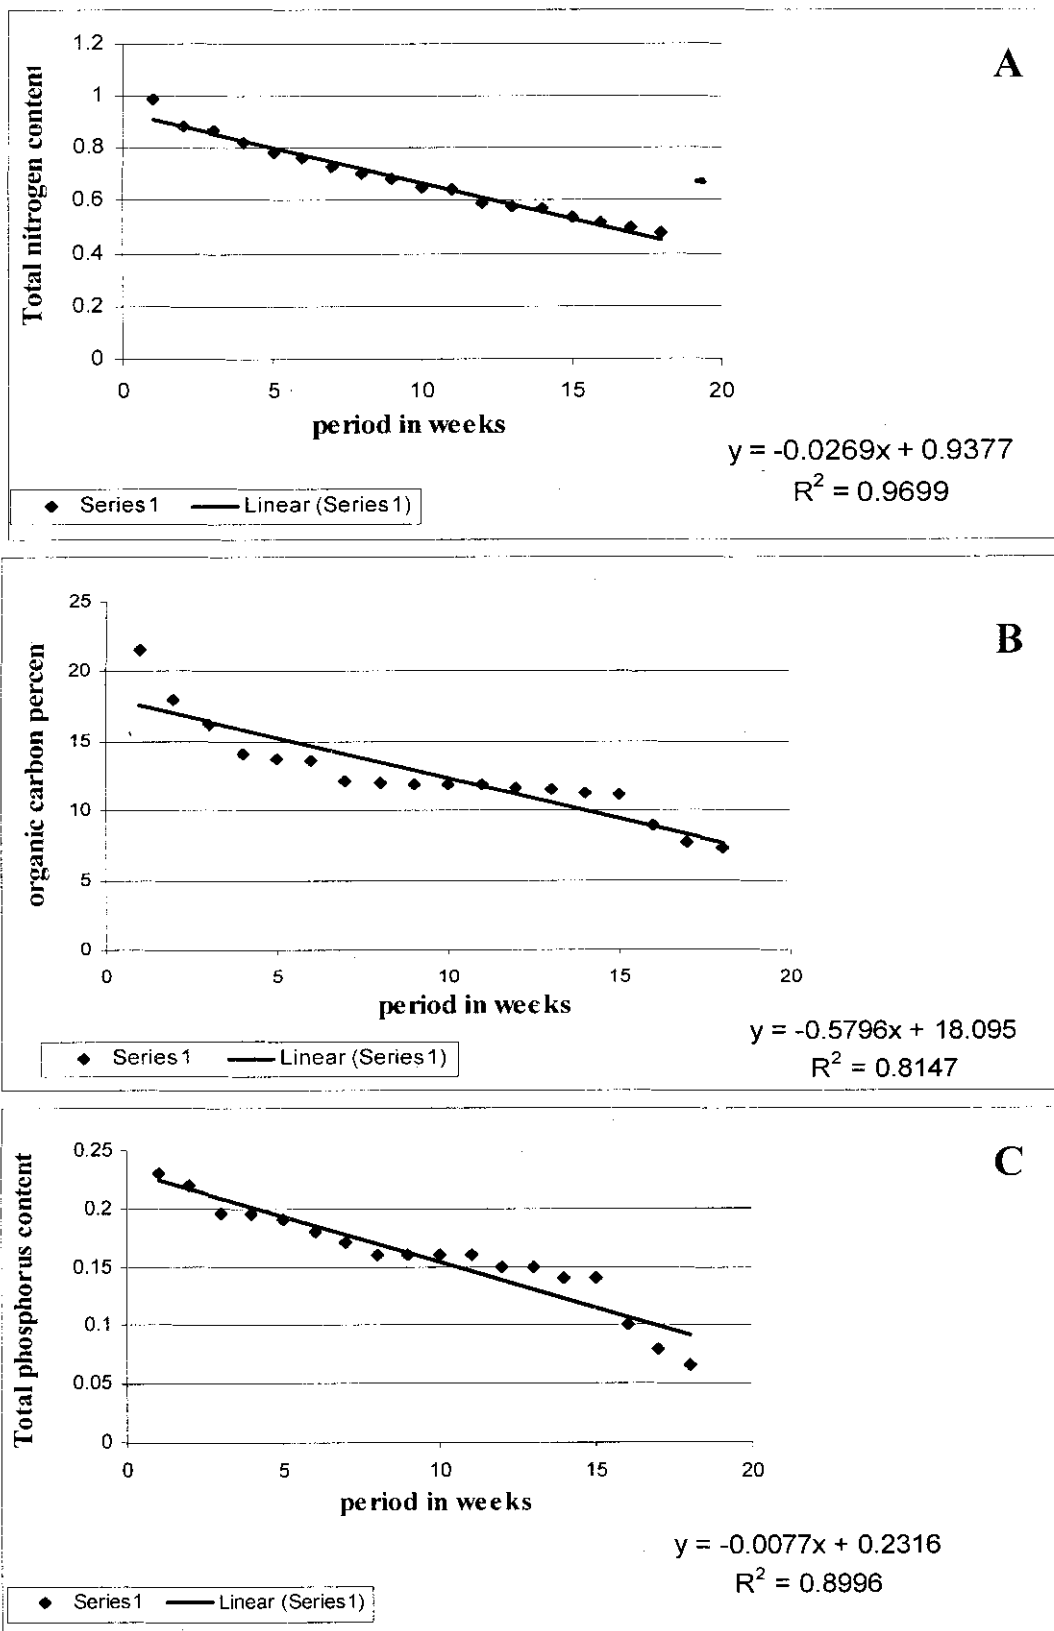 A
Total nitrogen content
1.2
1
0.8
0.6
0.4
0.2
0
0 5 10 15 20
period in weeks
y = -0.0269x + 0.9377
R² = 0.9699
Series1 Linear (Series1)
B
organic carbon percen
25
20
15
10
5
0
0 5 10 15 20
period in weeks
y = -0.5796x + 18.095
R² = 0.8147
Series1 Linear (Series1)
C
Total phosphorus content
0.25
0.2
0.15
0.1
0.05
0
0 5 10 15 20
period in weeks
y = -0.0077x + 0.2316
R² = 0.8996
Series1 Linear (Series1)